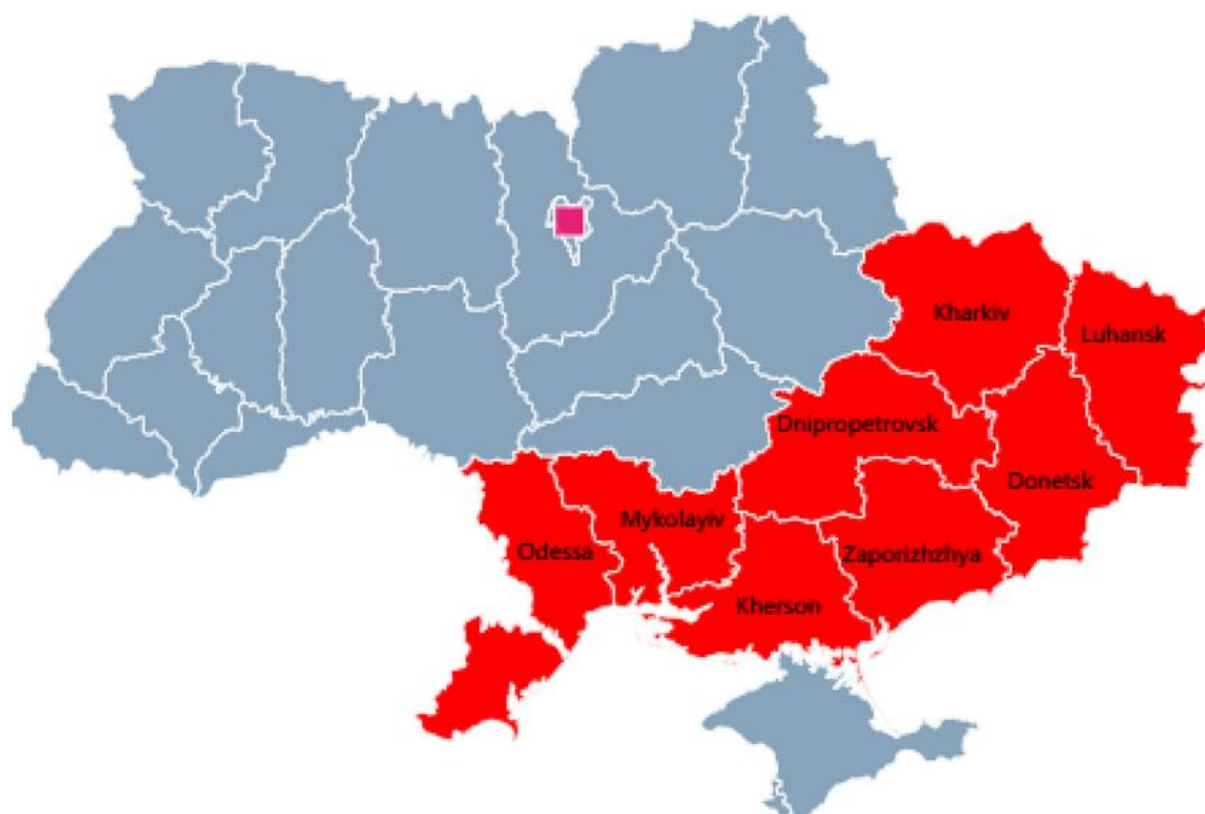 Kharkiv
Luhansk
Dnipropetrovsk
Donetsk
Mykolayiv
Odessa
Zaporizhzhya
Kherson